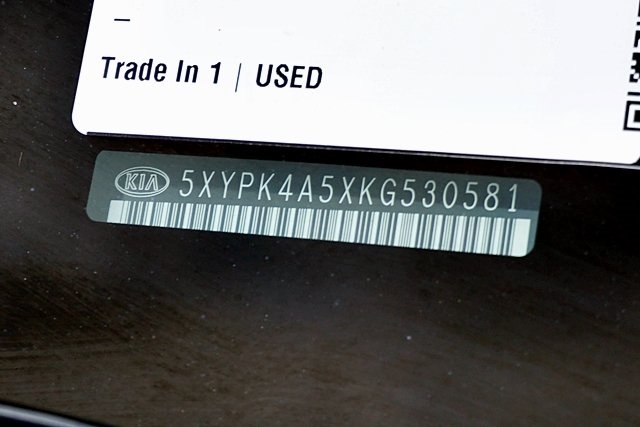 –
Trade In 1 | USED
KIA 5XYPK4A5XKG530581